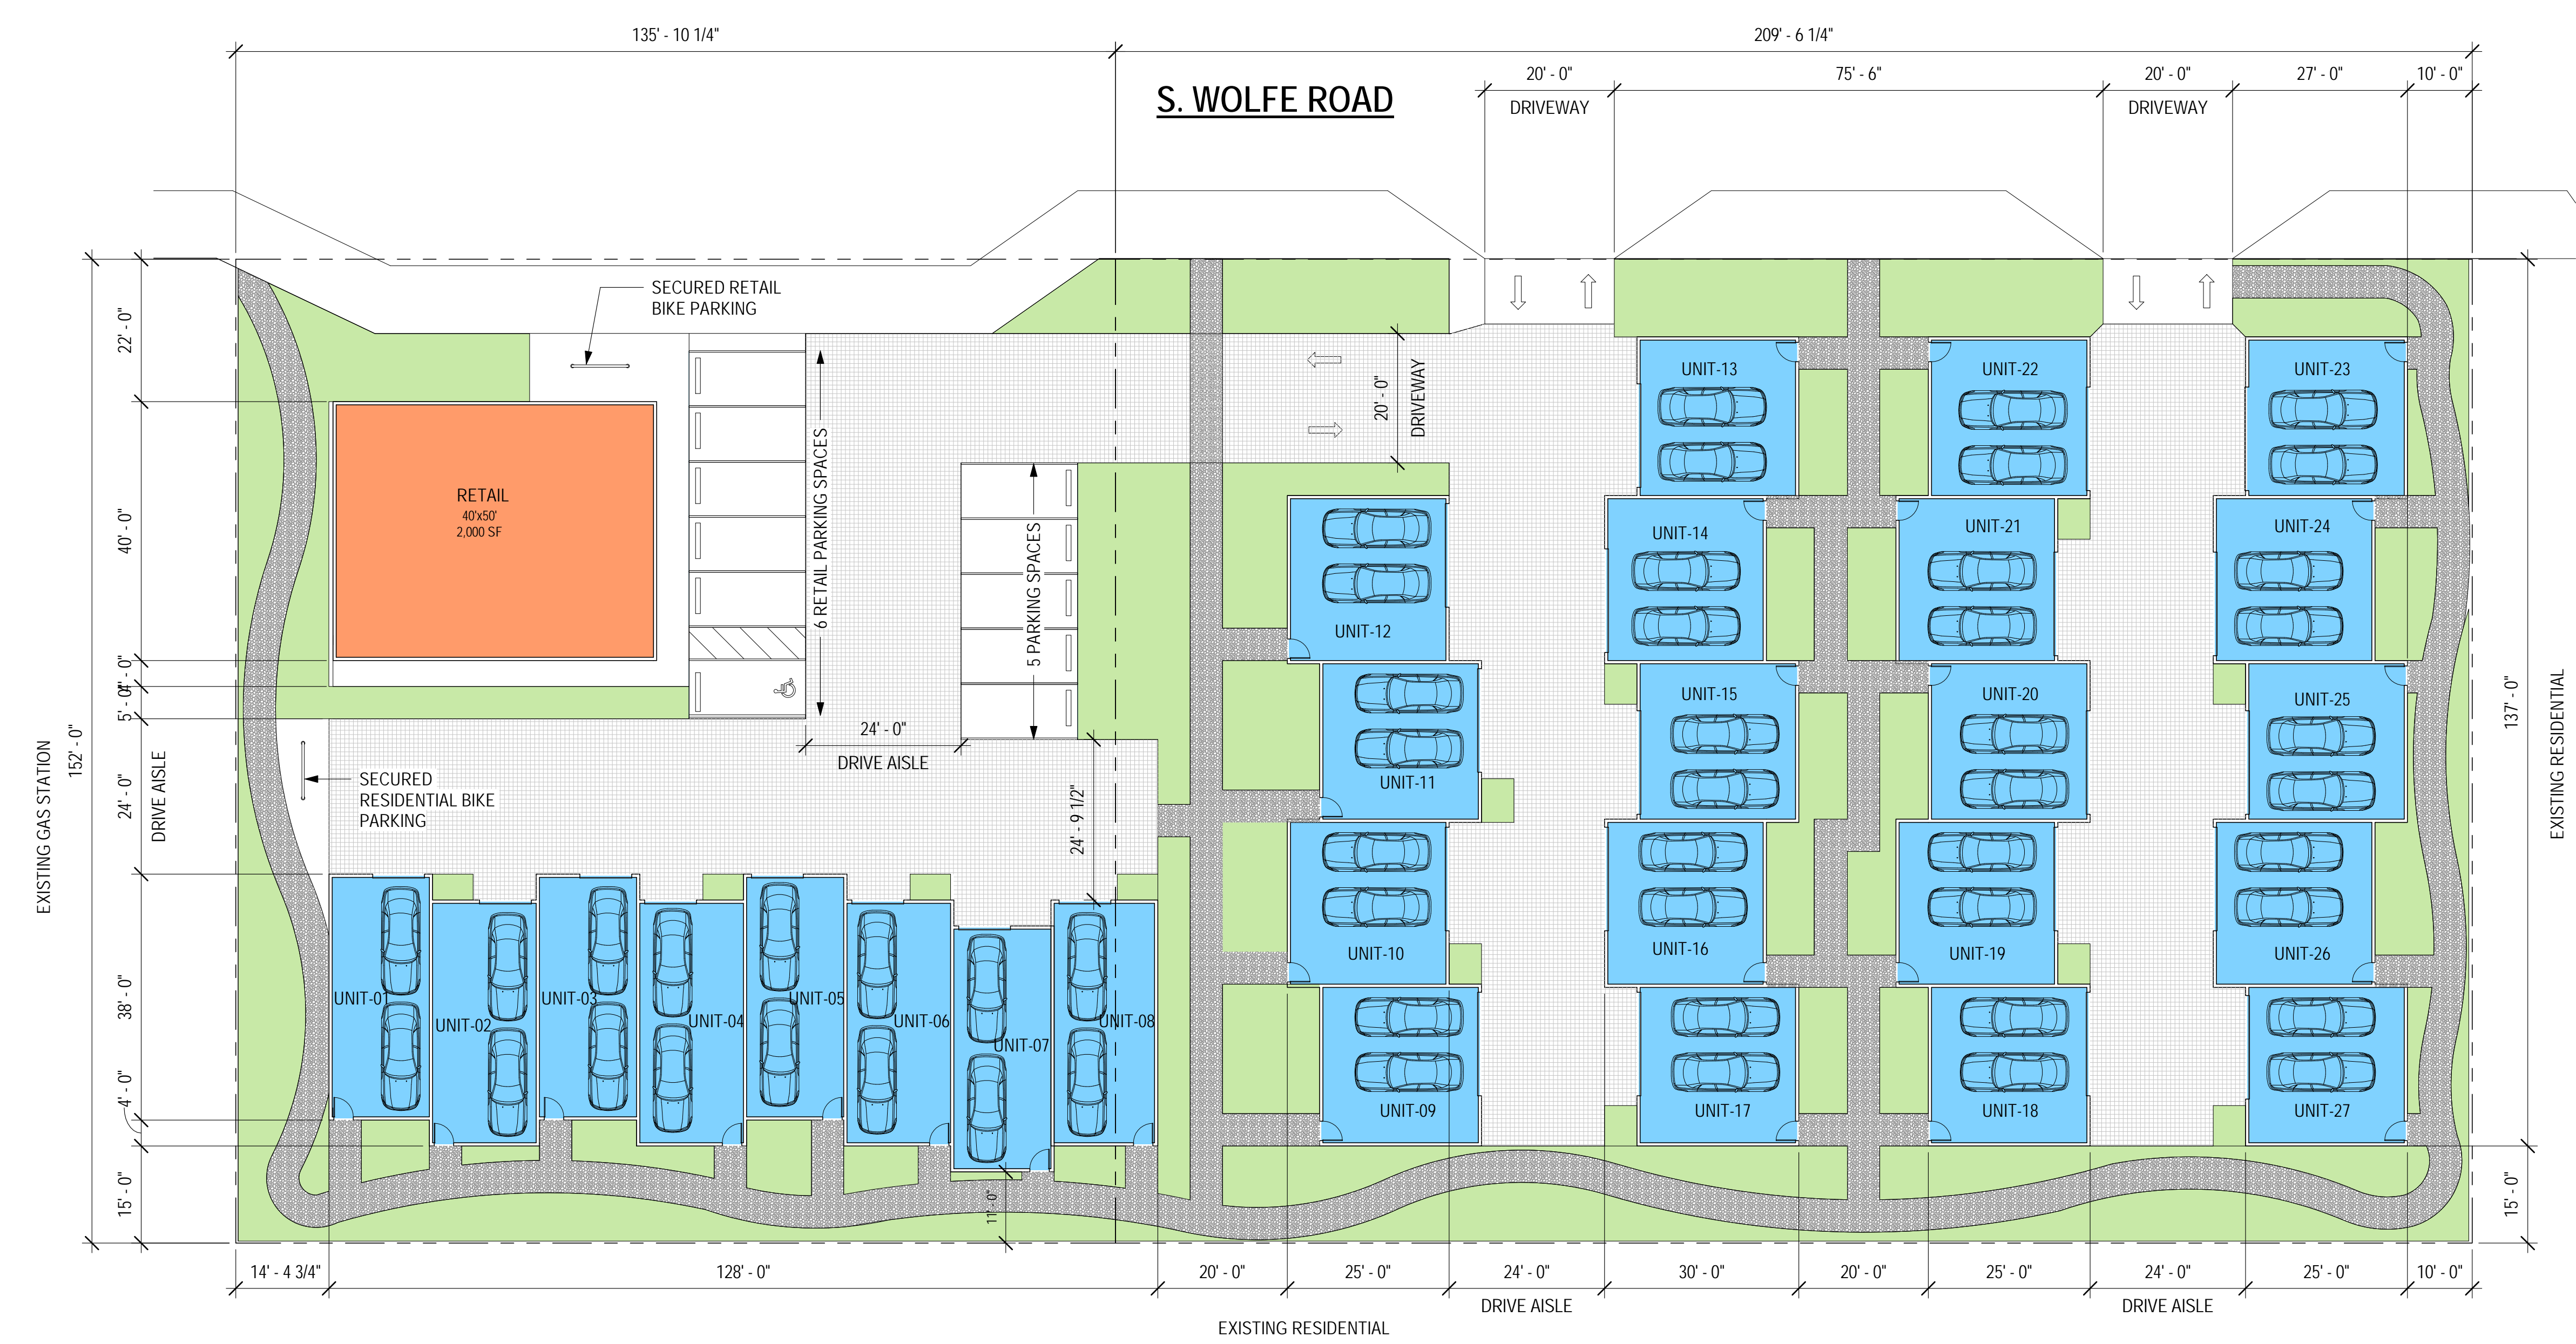 135' - 10 1/4"
209' - 6 1/4"
20' - 0"
75' - 6"
20' - 0"
27' - 0"
10' - 0"
S. WOLFE ROAD
DRIVEWAY
DRIVEWAY
SECURED RETAIL
BIKE PARKING
22' - 0"
40' - 0"
4' - 0"
5' - 0"
24' - 0"
DRIVE AISLE
38' - 0"
4' - 0"
15' - 0"
152' - 0"
EXISTING GAS STATION
RETAIL
40'x50'
2,000 SF
6 RETAIL PARKING SPACES
5 PARKING SPACES
24' - 0"
DRIVE AISLE
20' - 0"
DRIVEWAY
SECURED
RESIDENTIAL BIKE
PARKING
24' - 9 1/2"
UNIT-13
UNIT-22
UNIT-23
UNIT-14
UNIT-21
UNIT-24
UNIT-12
UNIT-15
UNIT-20
UNIT-25
UNIT-11
UNIT-10
UNIT-16
UNIT-19
UNIT-26
UNIT-01
UNIT-02
UNIT-03
UNIT-04
UNIT-05
UNIT-06
UNIT-07
UNIT-08
UNIT-09
UNIT-17
UNIT-18
UNIT-27
11' - 0"
137' - 0"
EXISTING RESIDENTIAL
15' - 0"
14' - 4 3/4"
128' - 0"
20' - 0"
25' - 0"
24' - 0"
30' - 0"
20' - 0"
25' - 0"
24' - 0"
25' - 0"
10' - 0"
DRIVE AISLE
DRIVE AISLE
EXISTING RESIDENTIAL